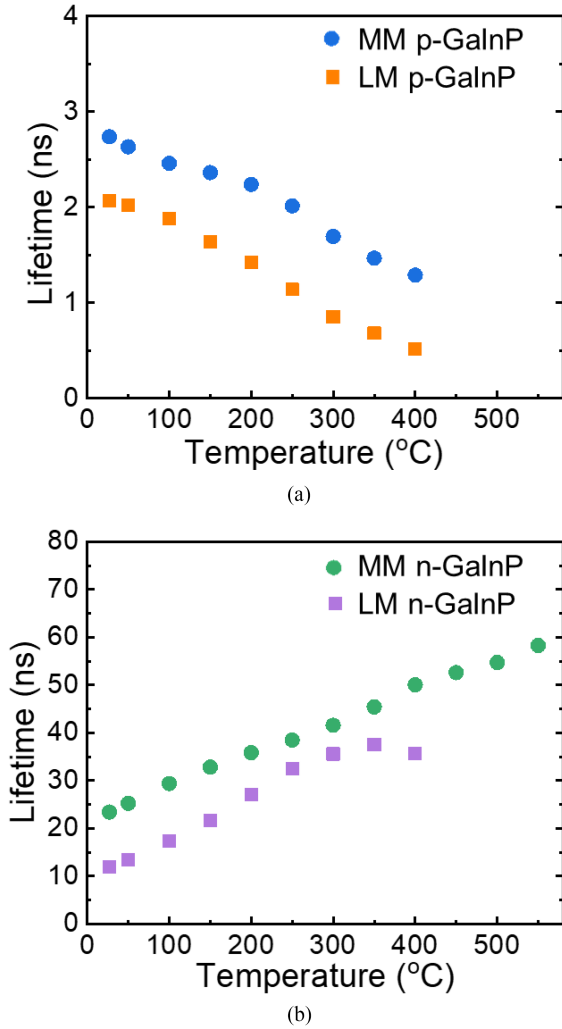 4
3
2
1
0
Lifetime (ns)
MM p-GaInP
LM p-GaInP
0 100 200 300 400 500
Temperature (°C)
(a)
80
70
60
50
40
30
20
10
0
Lifetime (ns)
MM n-GaInP
LM n-GaInP
0 100 200 300 400 500
Temperature (°C)
(b)